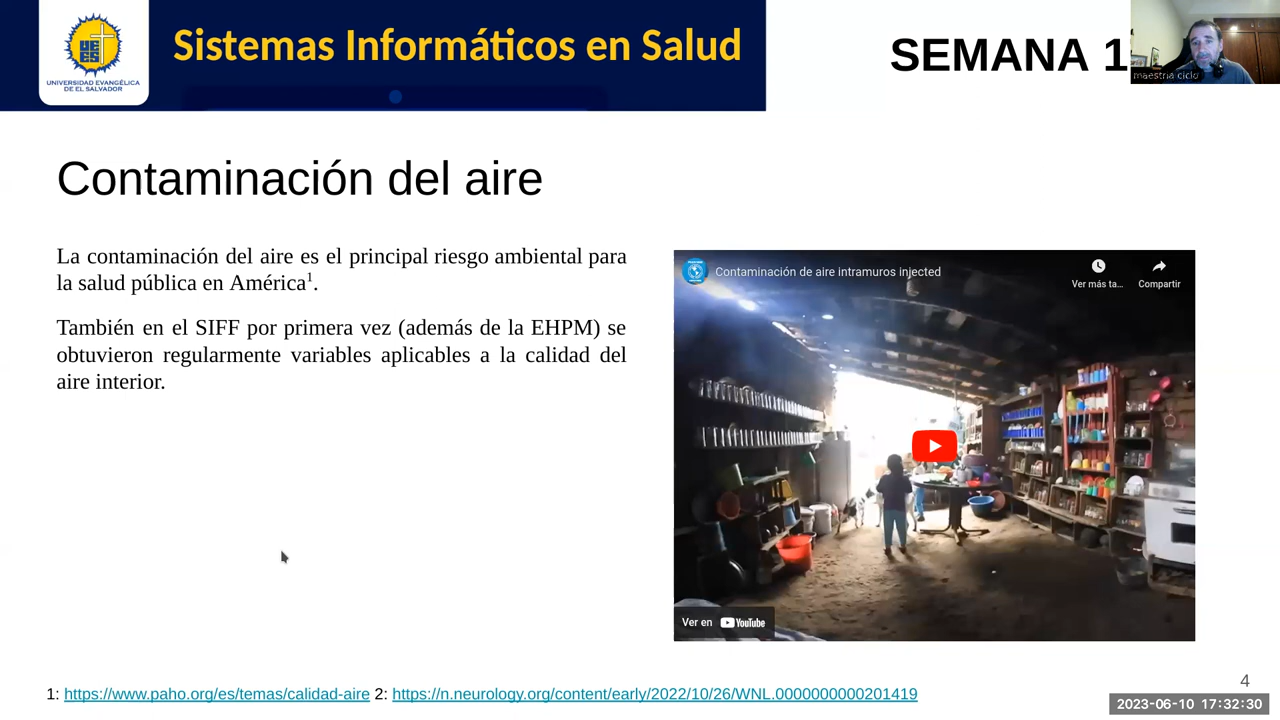 UNIVERSIDAD EVANGÉLICA
DE EL SALVADOR
Sistemas Informáticos en Salud
SEMANA 1
maestria ciclo
Contaminación del aire
La contaminación del aire es el principal riesgo ambiental para
la salud pública en América¹.
También en el SIFF por primera vez (además de la EHPM) se
obtuvieron regularmente variables aplicables a la calidad del
aire interior.
Contaminación de aire intramuros injected
Ver más ta...
Compartir
Ver en YouTube
1: https://www.paho.org/es/temas/calidad-aire 2: https://n.neurology.org/content/early/2022/10/26/WNL.0000000000201419
4
2023-06-10 17:32:30